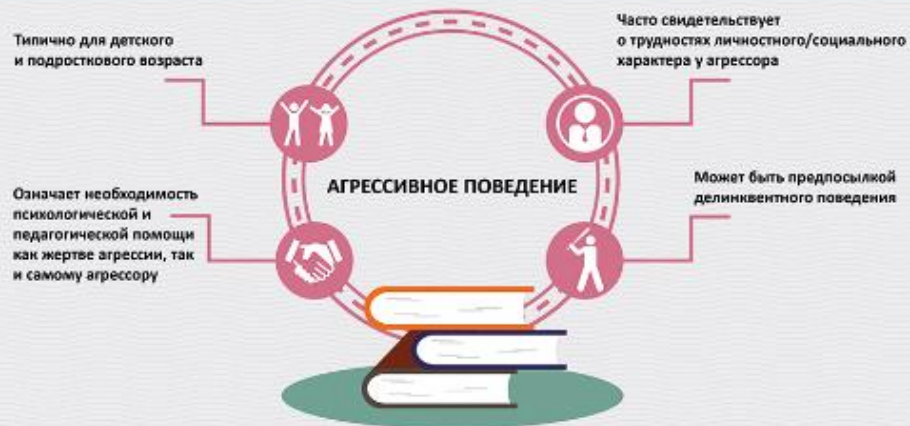 Типично для детского
и подросткового возраста
Часто свидетельствует
о трудностях личностного/социального
характера у агрессора
АГРЕССИВНОЕ ПОВЕДЕНИЕ
Означает необходимость
психологической и
педагогической помощи
как жертве агрессии, так
и самому агрессору
Может быть предпосылкой
делинквентного поведения